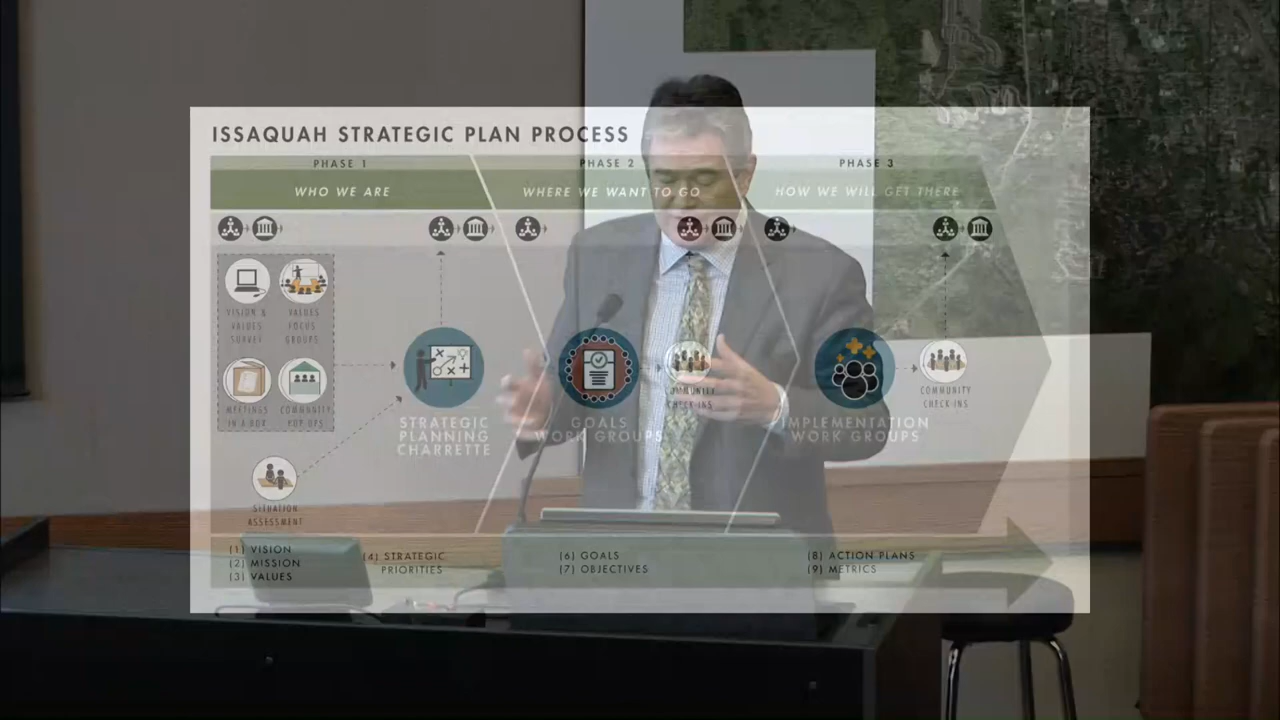 ISSAQUAH STRATEGIC PLAN PROCESS
PHASE 1
PHASE 2
PHASE 3
WHO WE ARE
WHERE WE WANT TO GO
HOW WE WILL GET THERE
VISION &
VALUES
SURVEY
VALUES
FOCUS
GROUPS
MEETINGS
IN A BOX
COMMUNITY
POP UPS
SITUATION
ASSESSMENT
STRATEGIC
PLANNING
CHARRETTE
GOALS
WORK GROUPS
COMMUNITY
CHECK-INS
IMPLEMENTATION
WORK GROUPS
COMMUNITY
CHECK-INS
(1) VISION
(2) MISSION
(3) VALUES
(4) STRATEGIC
PRIORITIES
(6) GOALS
(7) OBJECTIVES
(8) ACTION PLANS
(9) METRICS